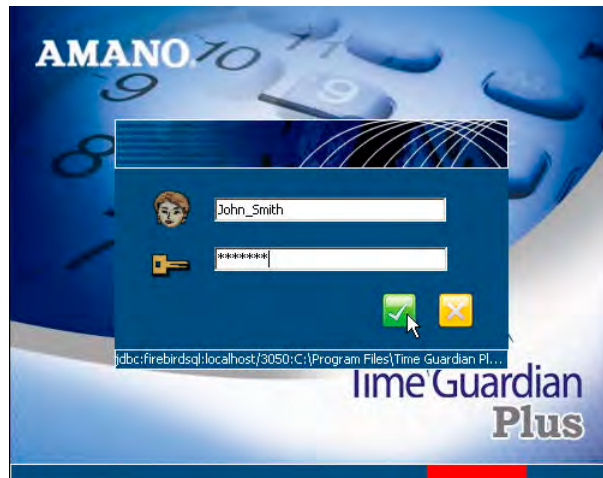 AMANO
John_Smith
*******
jdbc:firebirdsql:localhost/3050:C:\Program Files\Time Guardian Pl...
Time Guardian
Plus